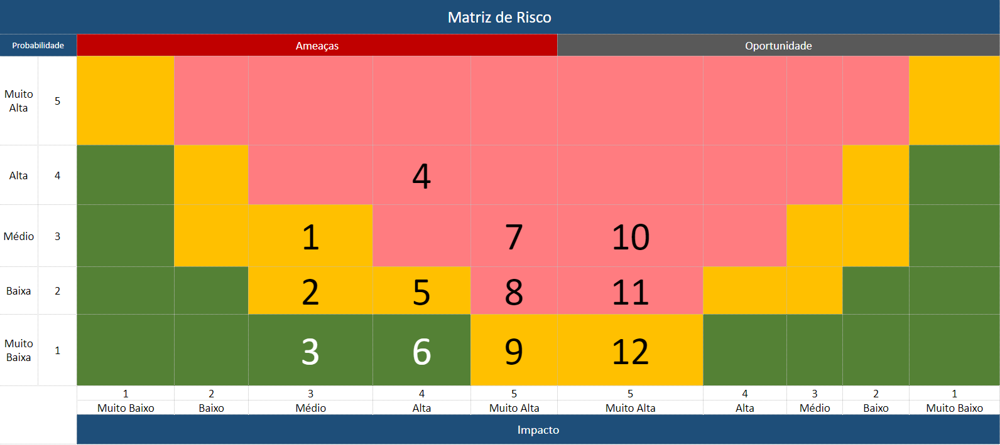 Matriz de Risco
Probabilidade Ameaças Oportunidade
Muito
Alta 5
Alta 4 4
Médio 3 1 7 10
Baixa 2 2 5 8 11
Muito
Baixa 1 3 6 9 12
1 2 3 4 5 5 4 3 2 1
Muito Baixo Baixo Médio Alta Muito Alta Muito Alta Alta Médio Baixo Muito Baixo
Impacto